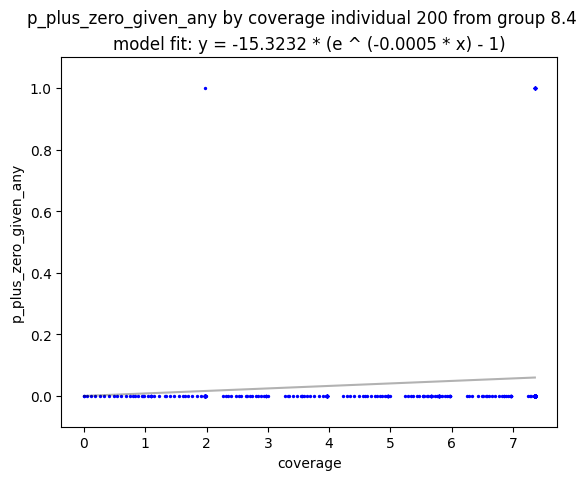 p_plus_zero_given_any by coverage individual 200 from group 8.4
model fit: y = -15.3232 * (e ^ (-0.0005 * x) - 1)
p_plus_zero_given_any
1.0
0.8
0.6
0.4
0.2
0.0
0 1 2 3 4 5 6 7
coverage